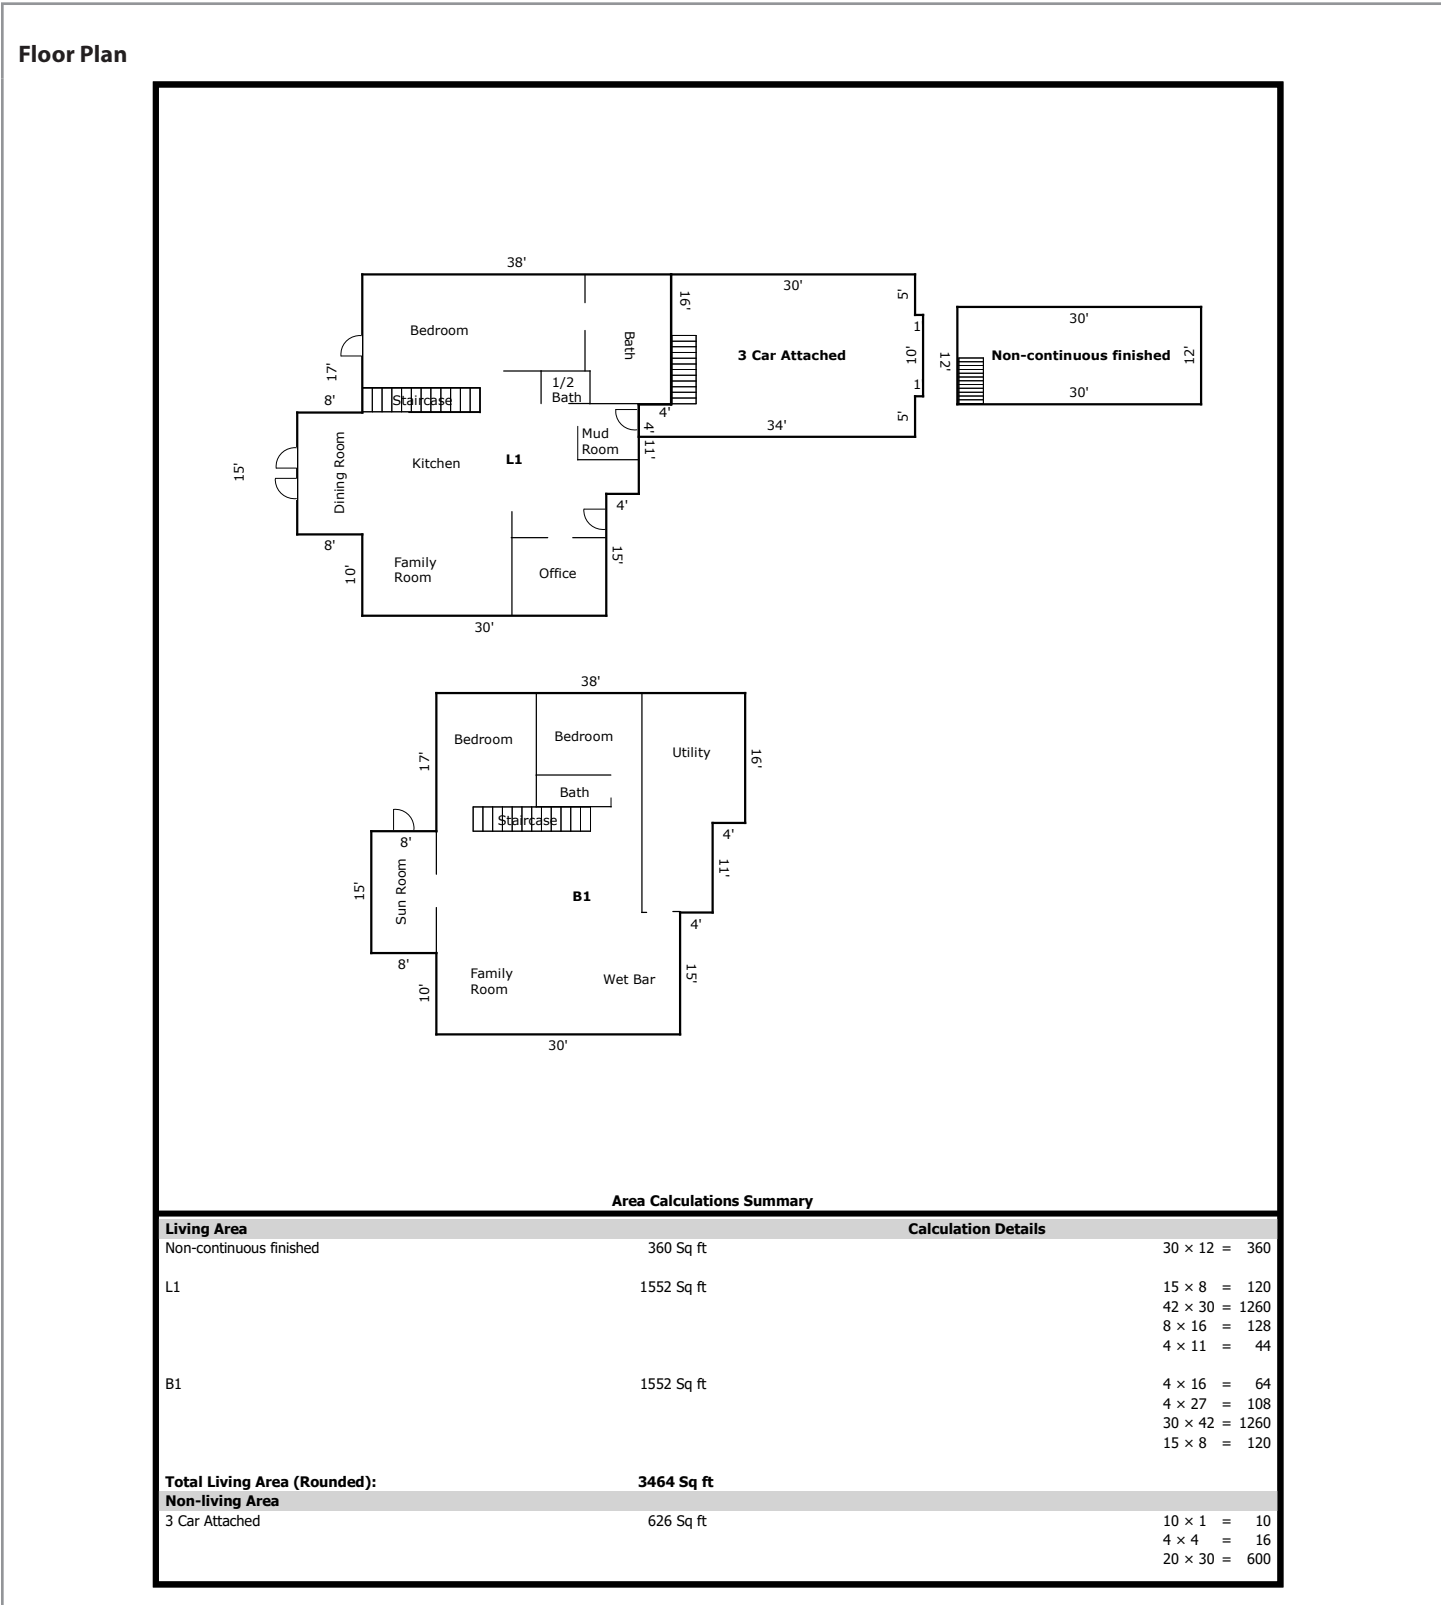 Floor Plan
38'
30'
16'
5'
1
10'
1
5'
Bedroom
Bath
3 Car Attached
17'
1/2
Bath
8'
Staircase
4'
4'
34'
Mud
Room
11'
15'
Dining Room
Kitchen
L1
4'
8'
10'
Family
Room
Office
15'
30'
30'
12'
Non-continuous finished
12'
30'
38'
Bedroom
Bedroom
Utility
17'
16'
Bath
Staircase
4'
8'
15'
Sun Room
11'
B1
4'
8'
10'
Family
Room
Wet Bar
15'
30'
Area Calculations Summary
Living Area Calculation Details
Non-continuous finished 360 Sq ft 30 × 12 = 360
L1 1552 Sq ft 15 × 8 = 120
42 × 30 = 1260
8 × 16 = 128
4 × 11 = 44
B1 1552 Sq ft 4 × 16 = 64
4 × 27 = 108
30 × 42 = 1260
15 × 8 = 120
Total Living Area (Rounded): 3464 Sq ft
Non-living Area
3 Car Attached 626 Sq ft 10 × 1 = 10
4 × 4 = 16
20 × 30 = 600